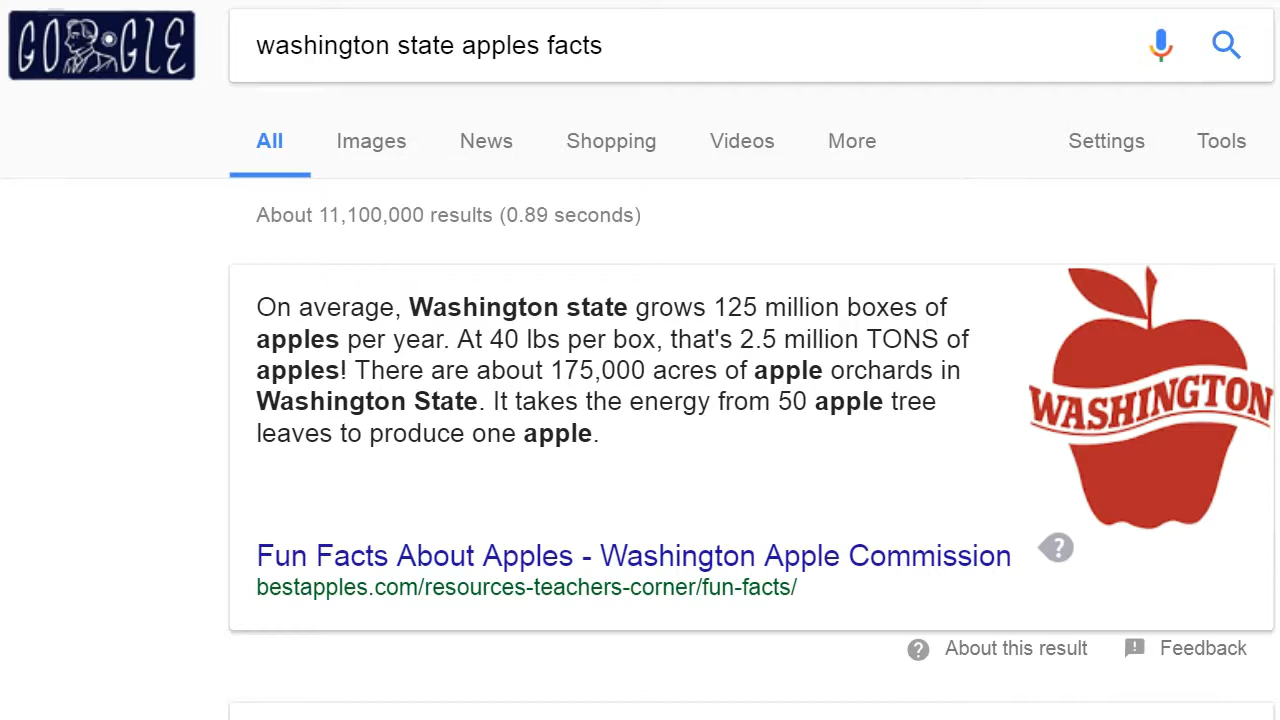 GOOGLE
washington state apples facts
All Images News Shopping Videos More Settings Tools
About 11,100,000 results (0.89 seconds)
On average, Washington state grows 125 million boxes of
apples per year. At 40 lbs per box, that's 2.5 million TONS of
apples! There are about 175,000 acres of apple orchards in
Washington State. It takes the energy from 50 apple tree
leaves to produce one apple.
WASHINGTON
Fun Facts About Apples - Washington Apple Commission
?
bestapples.com/resources-teachers-corner/fun-facts/
? About this result ! Feedback